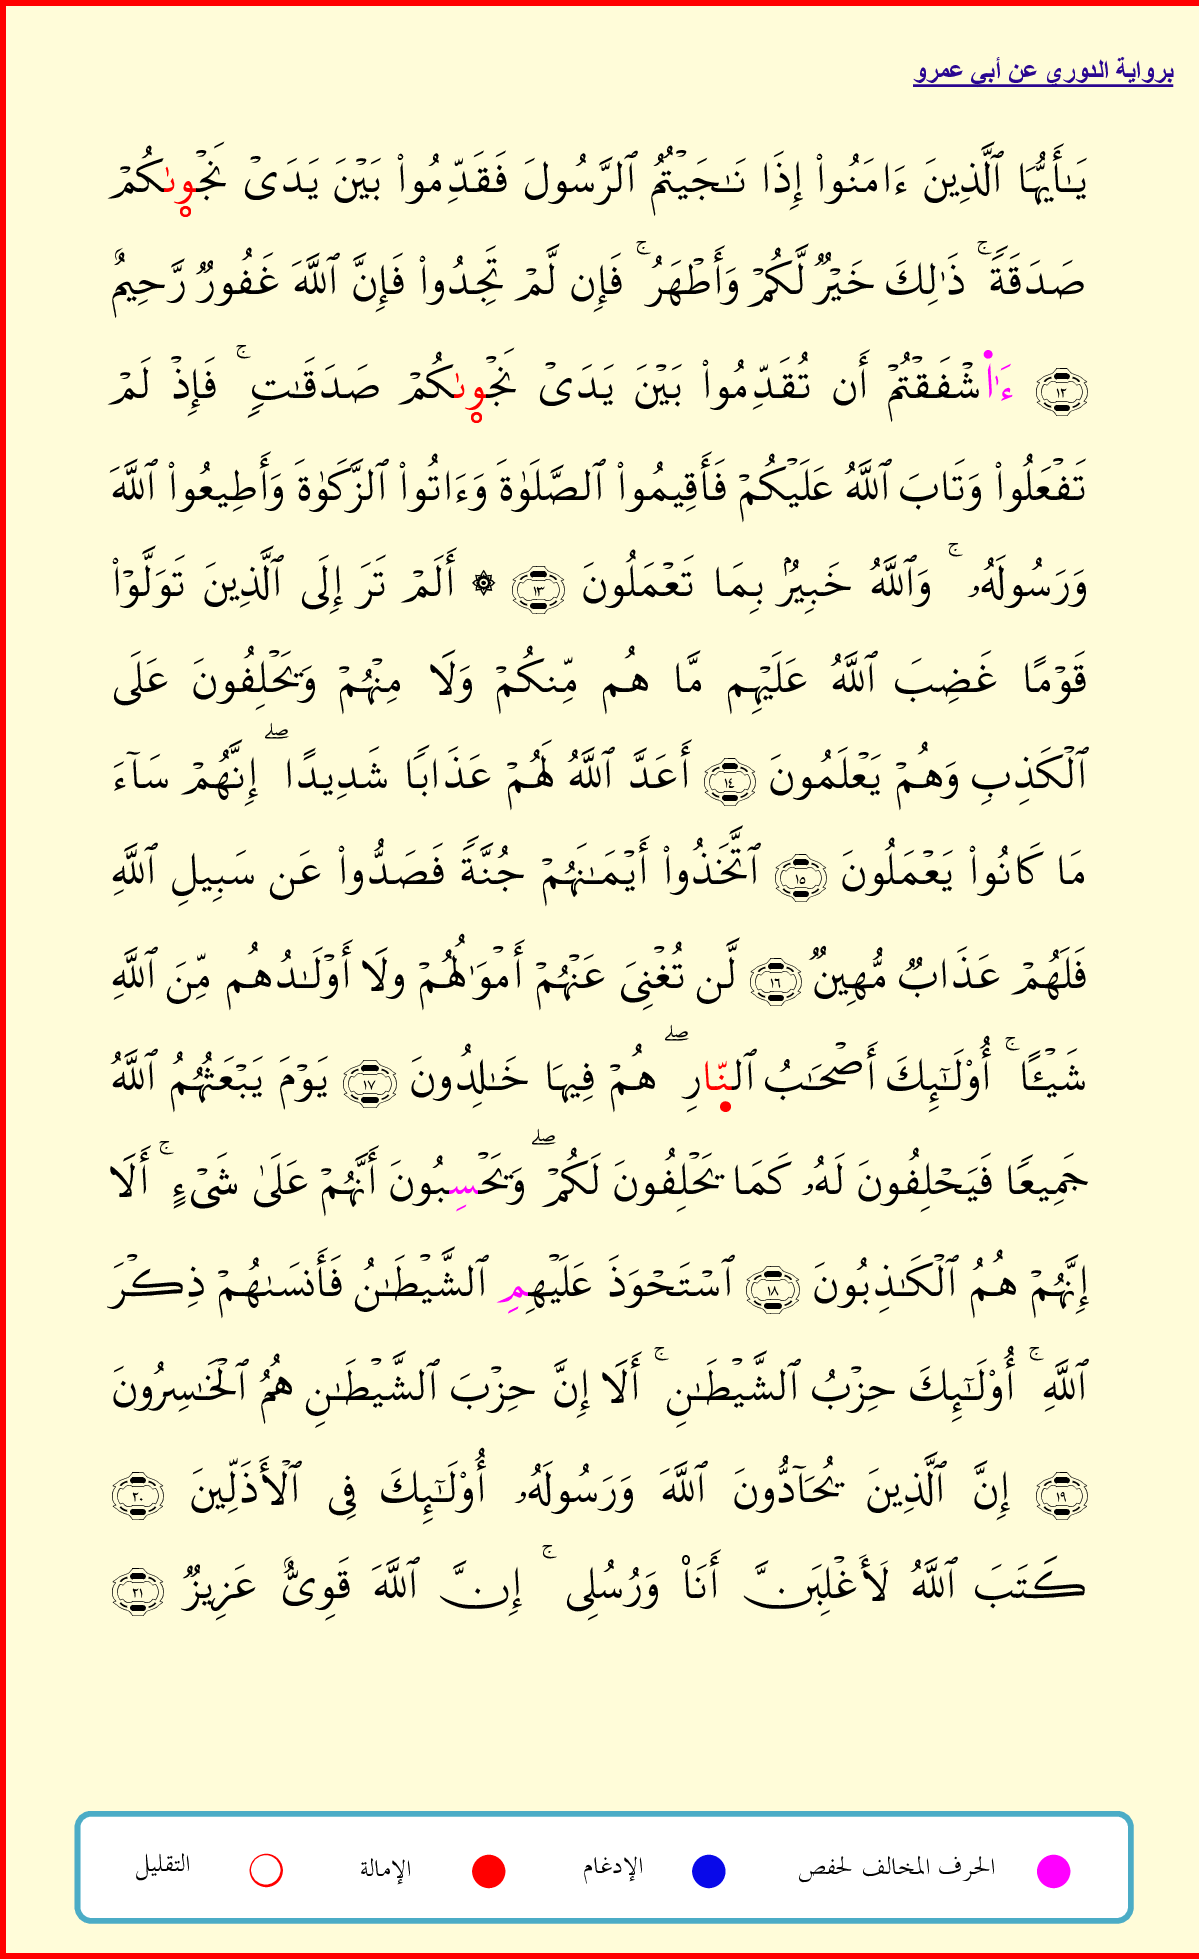 برواية الدوري عن أبي عمرو
يَـٰٓأَيُّهَا ٱلَّذِينَ ءَامَنُوا۟ إِذَا نَـٰجَيْتُمُ ٱلرَّسُولَ فَقَدِّمُوا۟ بَيْنَ يَدَىْ نَجْوىٰكُمْ
صَدَقَةً ۚ ذَٰلِكَ خَيْرٌ لَّكُمْ وَأَطْهَرُ ۚ فَإِن لَّمْ تَجِدُوا۟ فَإِنَّ ٱللَّهَ غَفُورٌ رَّحِيمٌ
١٢ ءَا۬شْفَقْتُمْ أَن تُقَدِّمُوا۟ بَيْنَ يَدَىْ نَجْوىٰكُمْ صَدَقَـٰتٍ ۚ فَإِذْ لَمْ
تَفْعَلُوا۟ وَتَابَ ٱللَّهُ عَلَيْكُمْ فَأَقِيمُوا۟ ٱلصَّلَوٰةَ وَءَاتُوا۟ ٱلزَّكَوٰةَ وَأَطِيعُوا۟ ٱللَّهَ
وَرَسُولَهُۥ ۚ وَٱللَّهُ خَبِيرٌۢ بِمَا تَعْمَلُونَ ١٣ ۞ أَلَمْ تَرَ إِلَى ٱلَّذِينَ تَوَلَّوْا۟
قَوْمًا غَضِبَ ٱللَّهُ عَلَيْهِم مَّا هُم مِّنكُمْ وَلَا مِنْهُمْ وَيَحْلِفُونَ عَلَى
ٱلْكَذِبِ وَهُمْ يَعْلَمُونَ ١٤ أَعَدَّ ٱللَّهُ لَهُمْ عَذَابًا شَدِيدًا ۖ إِنَّهُمْ سَآءَ
مَا كَانُوا۟ يَعْمَلُونَ ١٥ ٱتَّخَذُوا۟ أَيْمَـٰنَهُمْ جُنَّةً فَصَدُّوا۟ عَن سَبِيلِ ٱللَّهِ
فَلَهُمْ عَذَابٌ مُّهِينٌ ١٦ لَّن تُغْنِىَ عَنْهُمْ أَمْوَٰلُهُمْ ولَا أَوْلَـٰدُهُم مِّنَ ٱللَّهِ
شَيْـًٔا ۚ أُو۟لَـٰٓئِكَ أَصْحَـٰبُ ٱلنّارِ ۖ هُمْ فِيهَا خَـٰلِدُونَ ١٧ يَوْمَ يَبْعَثُهُمُ ٱللَّهُ
جَمِيعًا فَيَحْلِفُونَ لَهُۥ كَمَا يَحْلِفُونَ لَكُمْ ۖ وَيَحْسِبُونَ أَنَّهُمْ عَلَىٰ شَىْءٍ ۚ أَلَا
إِنَّهُمْ هُمُ ٱلْكَـٰذِبُونَ ١٨ ٱسْتَحْوَذَ عَلَيْهِمِ ٱلشَّيْطَـٰنُ فَأَنسَىٰهُمْ ذِكْرَ
ٱللَّهِ ۚ أُو۟لَـٰٓئِكَ حِزْبُ ٱلشَّيْطَـٰنِ ۚ أَلَا إِنَّ حِزْبَ ٱلشَّيْطَـٰنِ هُمُ ٱلْخَـٰسِرُونَ
١٩ إِنَّ ٱلَّذِينَ يُحَآدُّونَ ٱللَّهَ وَرَسُولَهُۥ أُو۟لَـٰٓئِكَ فِى ٱلْأَذَلِّينَ ٢٠
كَتَبَ ٱللَّهُ لَأَغْلِبَنَّ أَنَا۠ وَرُسُلِى ۚ إِنَّ ٱللَّهَ قَوِىٌّ عَزِيزٌ ٢١
الحرف المخالف لحفص الإدغام الإمالة التقليل